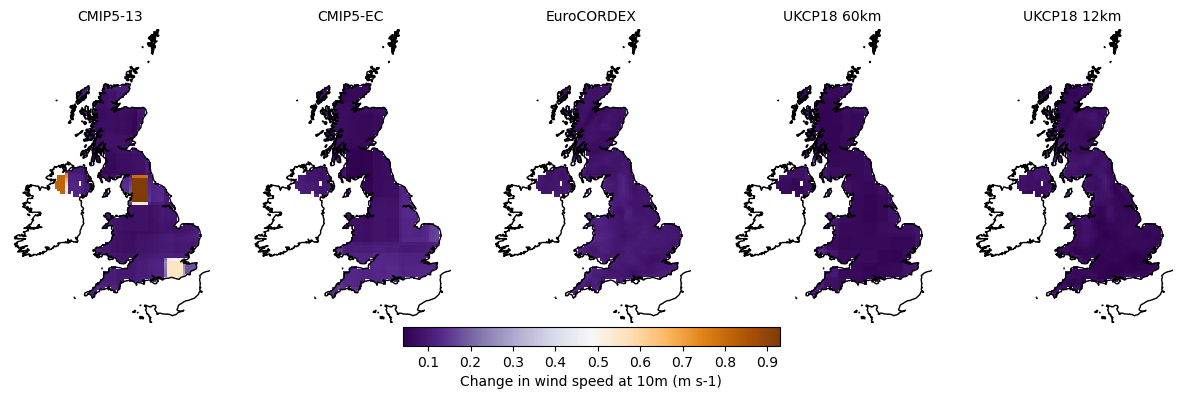 CMIP5-13
CMIP5-EC
EuroCORDEX
UKCP18 60km
UKCP18 12km
0.1 0.2 0.3 0.4 0.5 0.6 0.7 0.8 0.9
Change in wind speed at 10m (m s-1)